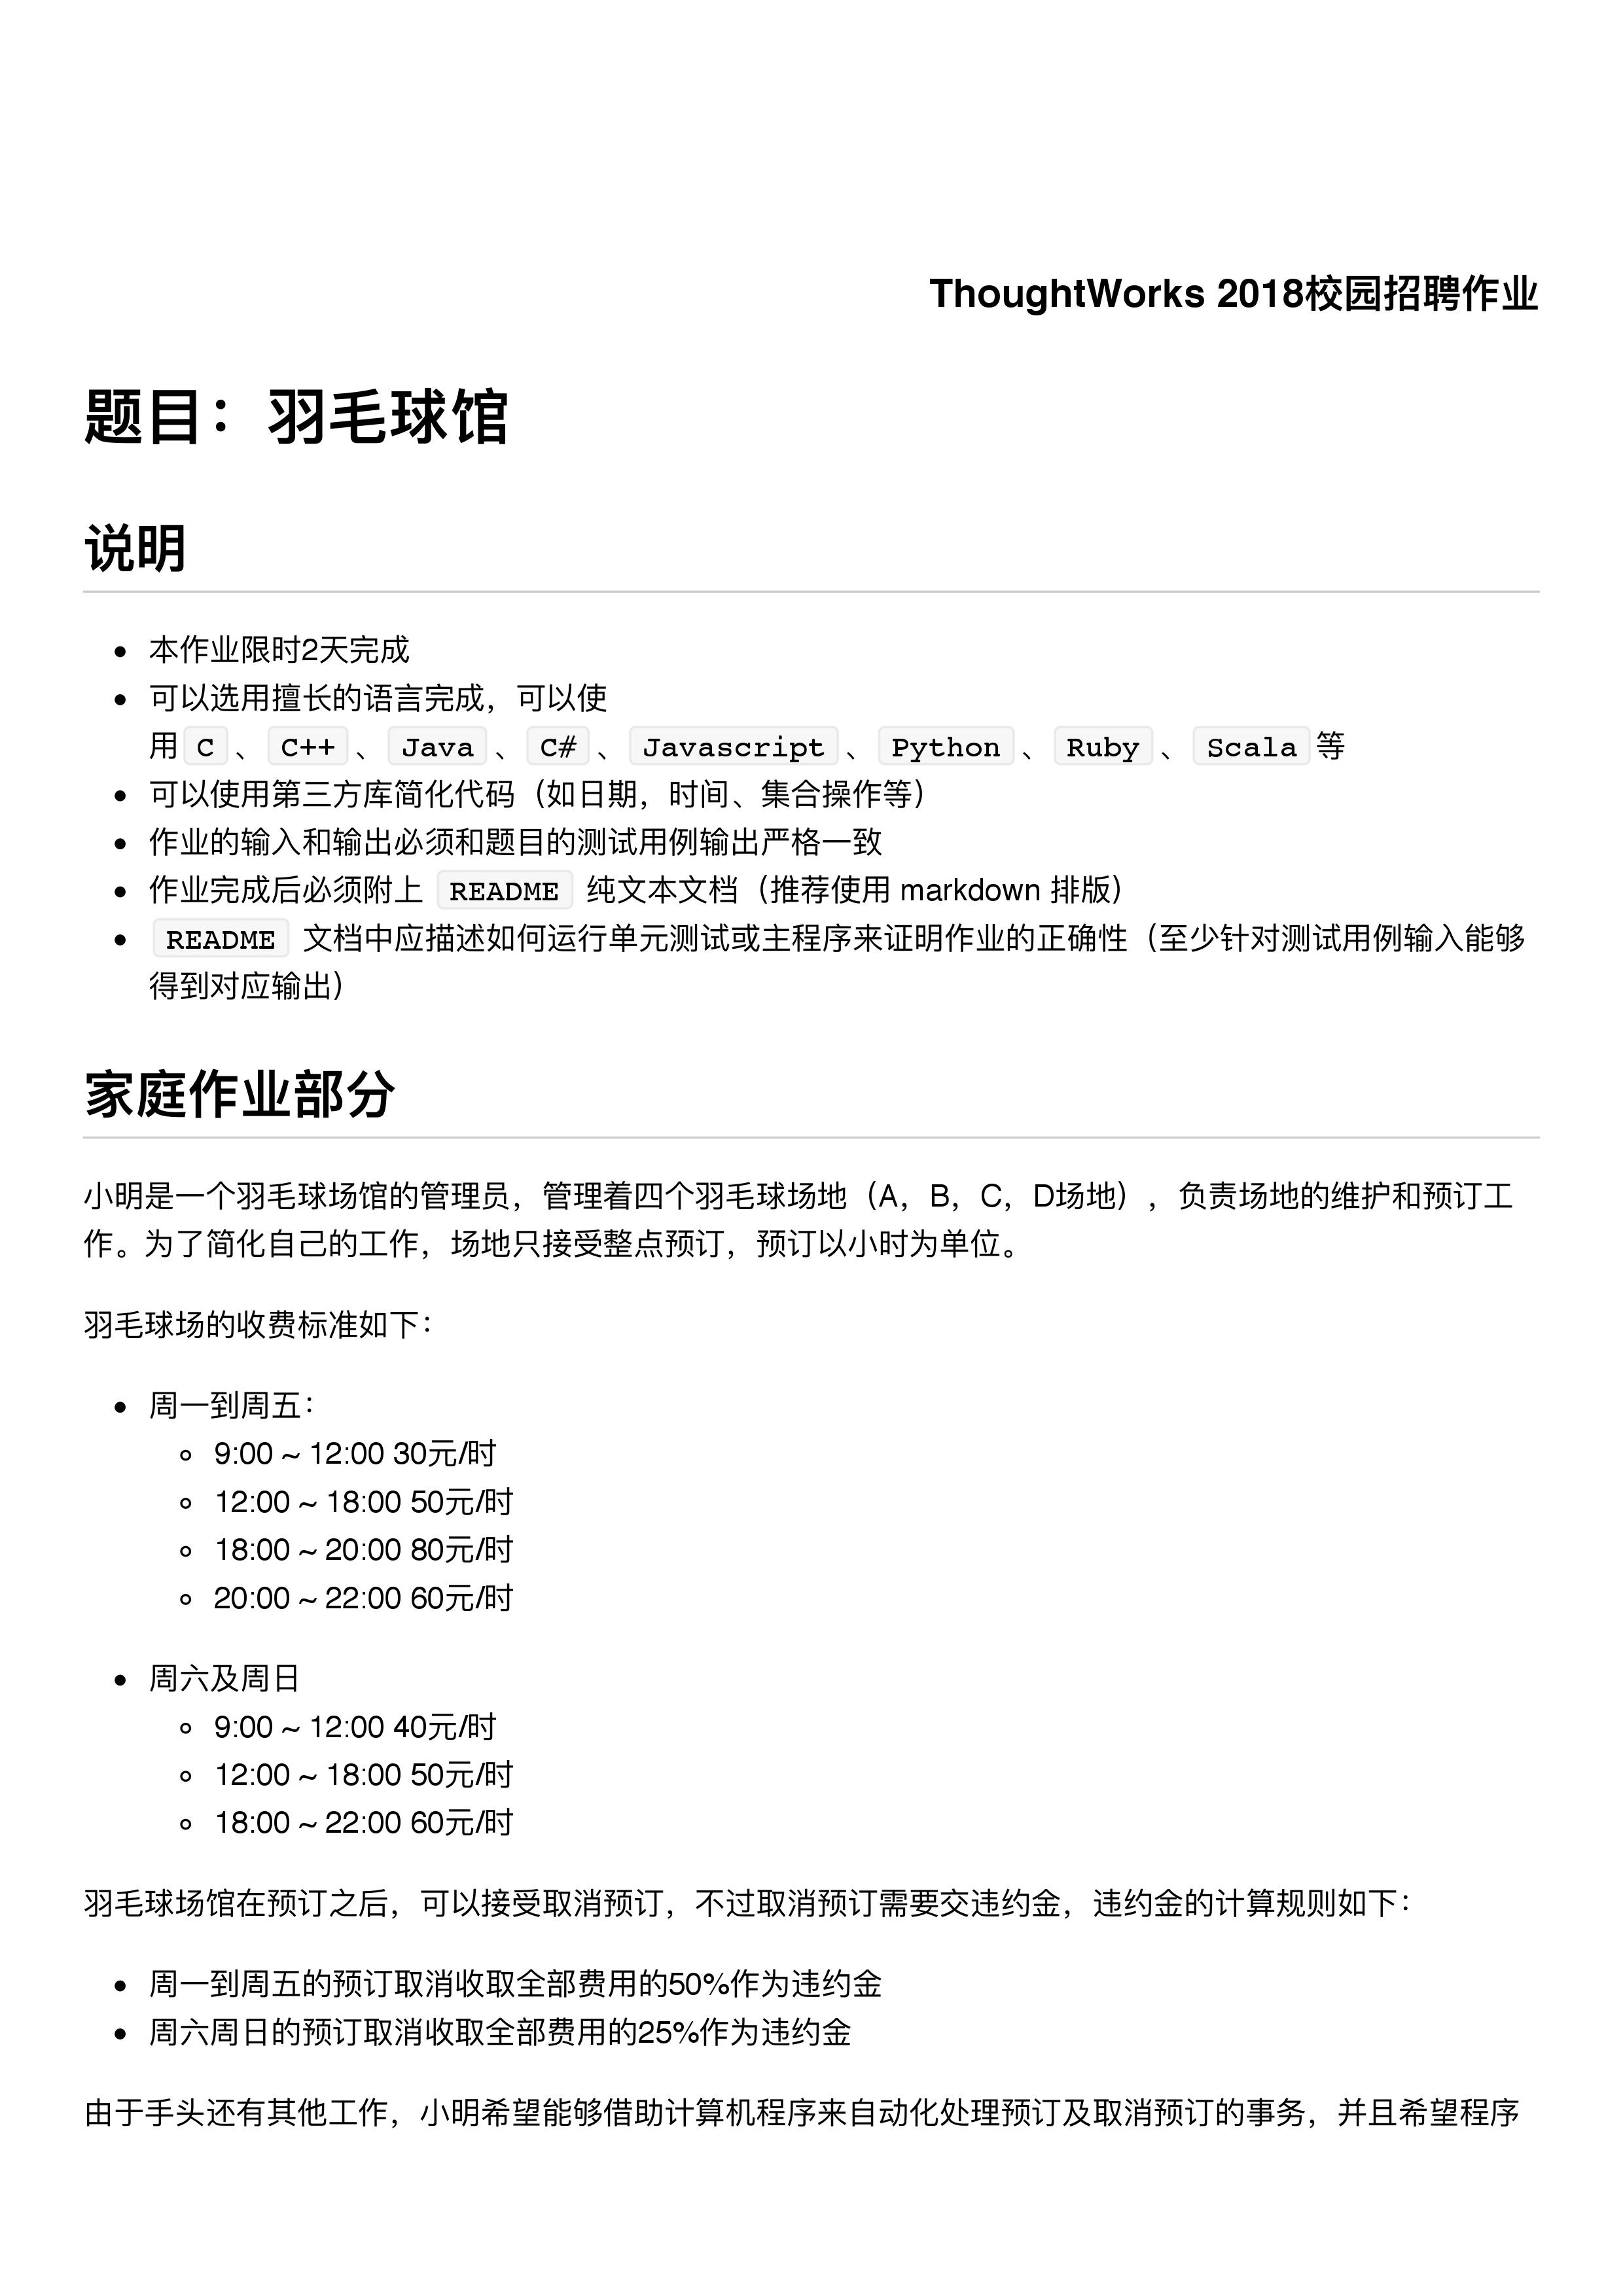 ThoughtWorks 2018校园招聘作业
题目：羽毛球馆
说明
• 本作业限时2天完成
• 可以选用擅长的语言完成，可以使
用 C 、 C++ 、 Java 、 C# 、 Javascript 、 Python 、 Ruby 、 Scala 等
• 可以使用第三方库简化代码（如日期，时间、集合操作等）
• 作业的输入和输出必须和题目的测试用例输出严格一致
• 作业完成后必须附上 README 纯文本文档（推荐使用 markdown 排版）
• README 文档中应描述如何运行单元测试或主程序来证明作业的正确性（至少针对测试用例输入能够
得到对应输出）
家庭作业部分
小明是一个羽毛球场馆的管理员，管理着四个羽毛球场地（A，B，C，D场地），负责场地的维护和预订工
作。为了简化自己的工作，场地只接受整点预订，预订以小时为单位。
羽毛球场的收费标准如下：
• 周一到周五：
◦ 9:00 ~ 12:00 30元/时
◦ 12:00 ~ 18:00 50元/时
◦ 18:00 ~ 20:00 80元/时
◦ 20:00 ~ 22:00 60元/时
• 周六及周日
◦ 9:00 ~ 12:00 40元/时
◦ 12:00 ~ 18:00 50元/时
◦ 18:00 ~ 22:00 60元/时
羽毛球场馆在预订之后，可以接受取消预订，不过取消预订需要交违约金，违约金的计算规则如下：
• 周一到周五的预订取消收取全部费用的50%作为违约金
• 周六周日的预订取消收取全部费用的25%作为违约金
由于手头还有其他工作，小明希望能够借助计算机程序来自动化处理预订及取消预订的事务，并且希望程序